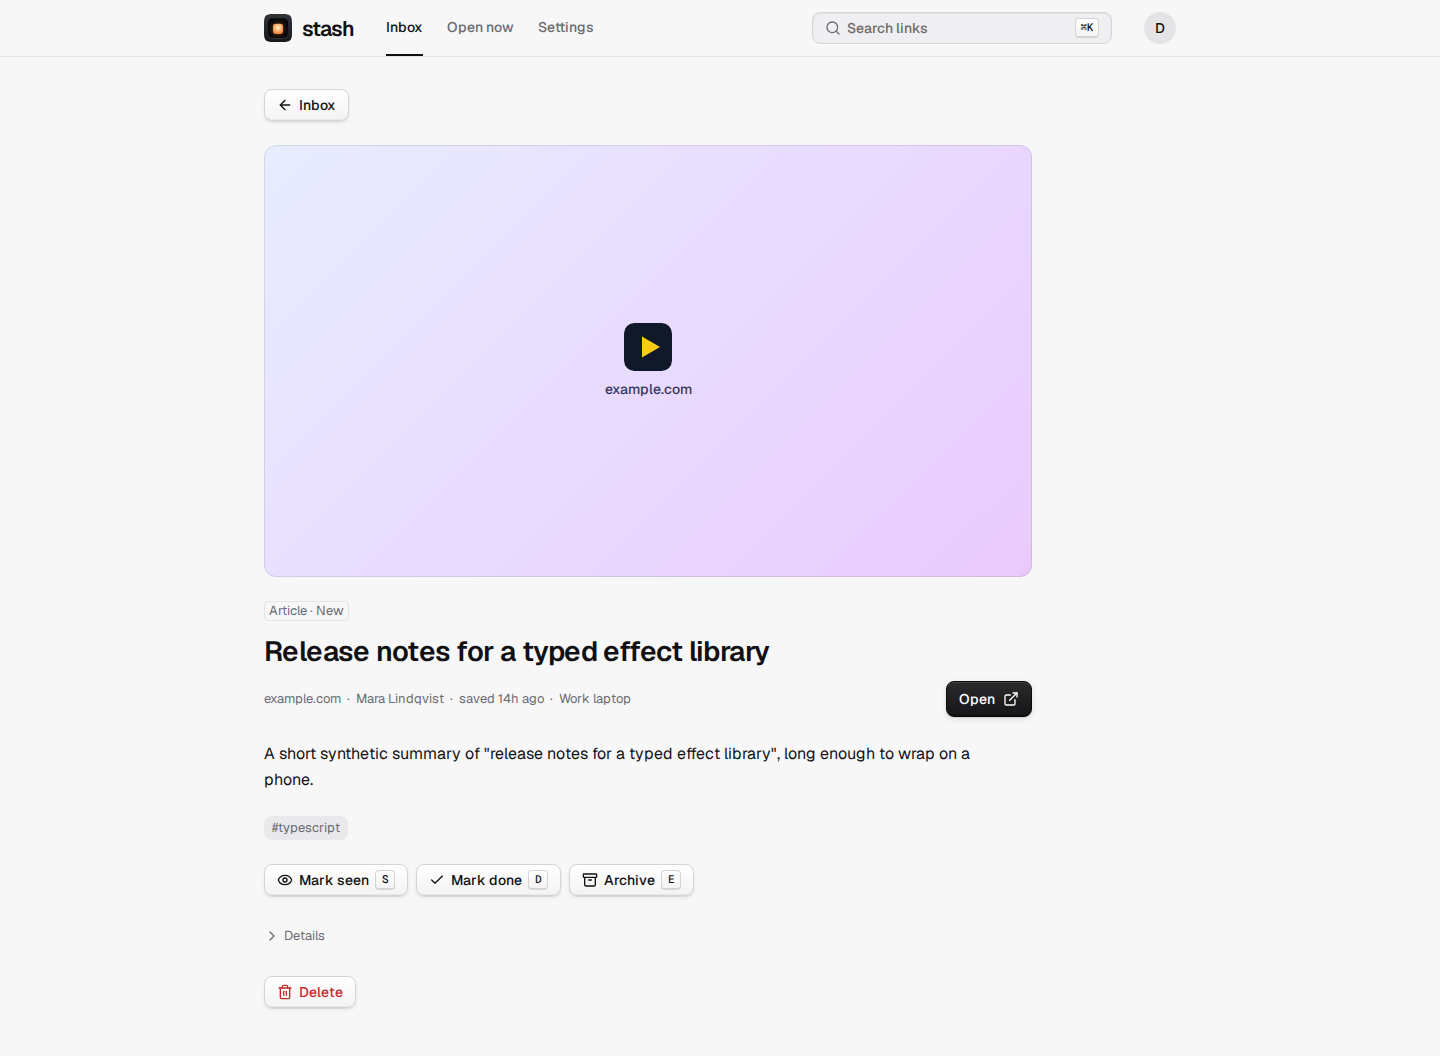 stash Inbox Open now Settings Search links ⌘K D
Inbox
example.com
Article · New
Release notes for a typed effect library
example.com · Mara Lindqvist · saved 14h ago · Work laptop Open
A short synthetic summary of "release notes for a typed effect library", long enough to wrap on a
phone.
#typescript
Mark seen S Mark done D Archive E
Details
Delete